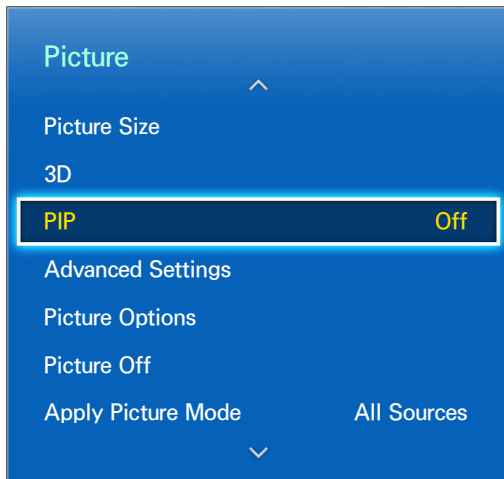 Picture
Picture Size
3D
PIP Off
Advanced Settings
Picture Options
Picture Off
Apply Picture Mode All Sources